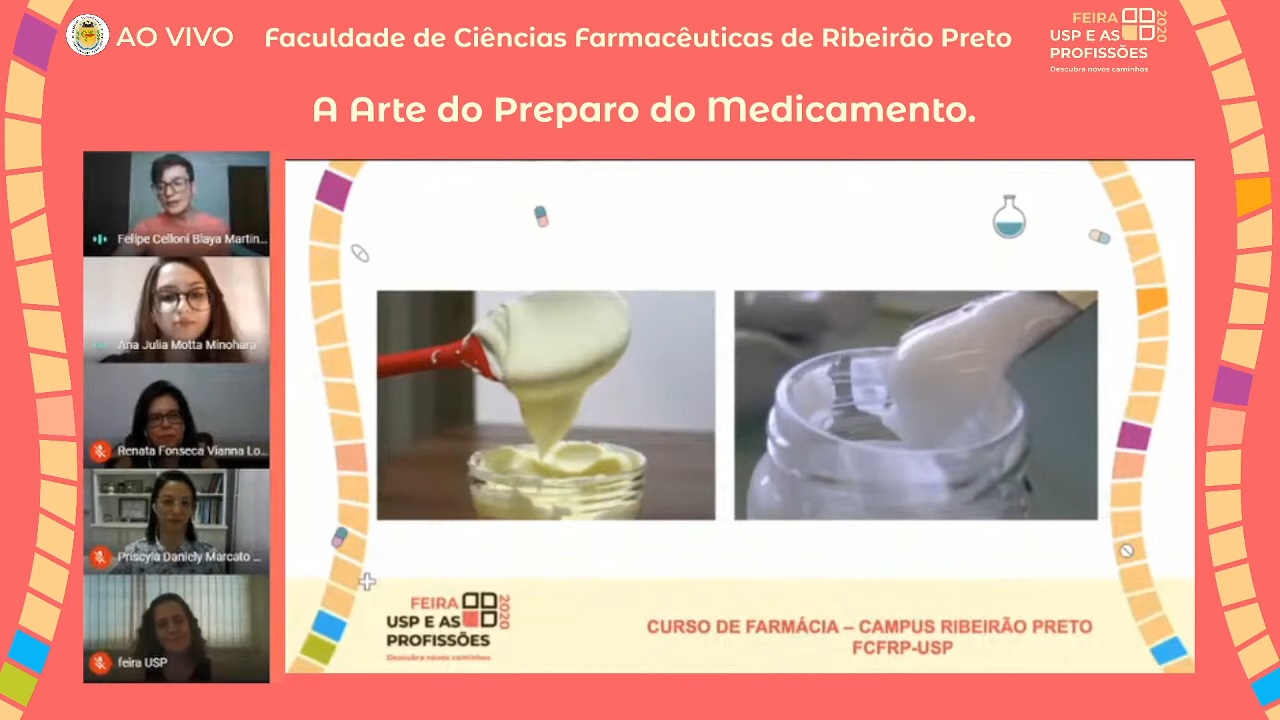 AO VIVO
Faculdade de Ciências Farmacêuticas de Ribeirão Preto
FEIRA
USP E AS
PROFISSÕES
2020
Descubra novos caminhos
A Arte do Preparo do Medicamento.
Felipe Celloni Blaya Martin...
Ana Julia Motta Minohara
Renata Fonseca Vianna Lo...
Priscyla Daniely Marcato ...
feira USP
FEIRA
USP E AS
PROFISSÕES
2020
Descubra novos caminhos
CURSO DE FARMÁCIA – CAMPUS RIBEIRÃO PRETO
FCFRP-USP